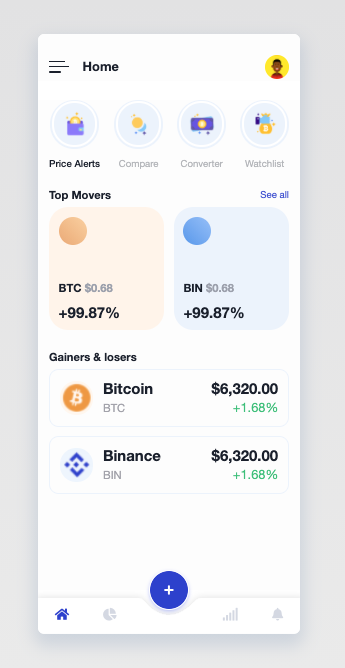 Home
Price Alerts Compare Converter Watchlist
Top Movers See all
BTC $0.68 BIN $0.68
+99.87% +99.87%
Gainers & losers
Bitcoin $6,320.00
BTC +1.68%
Binance $6,320.00
BIN +1.68%
+